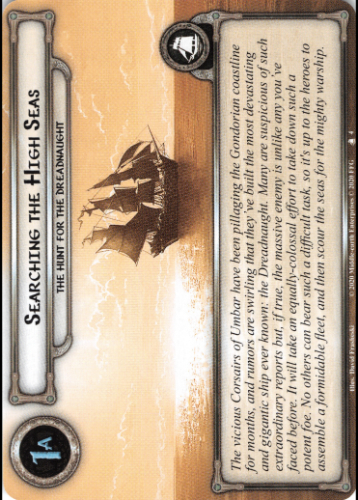 1A
SEARCHING THE HIGH SEAS
THE HUNT FOR THE DREADNAUGHT
The vicious Corsairs of Umbar have been pillaging the Gondorian coastline
for months, and rumors are swirling that they've built the most devastating
and gigantic ship ever known: the Dreadnaught. Many are suspicious of such
extraordinary reports but, if true, the massive enemy is unlike any you've
faced before. It will take an equally-colossal effort to take down such a
potent foe. No others can bear such a difficult task, so it's up to the heroes to
assemble a formidable fleet, and then scour the seas for the mighty warship.
Illus. David Frasheski © 2020 Middle-earth Enterprises © 2020 FFG 4